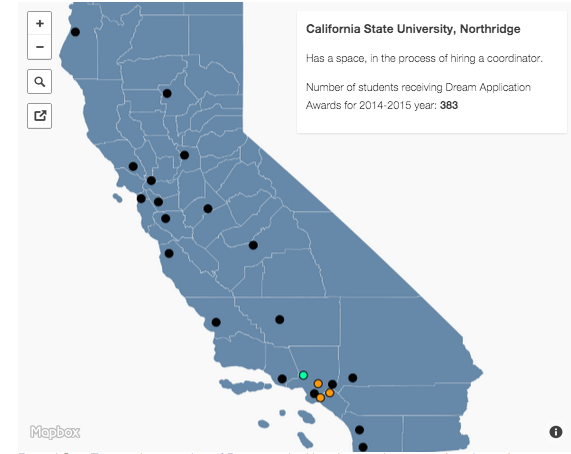 California State University, Northridge
Has a space, in the process of hiring a coordinator.
Number of students receiving Dream Application
Awards for 2014-2015 year: 383
Mapbox